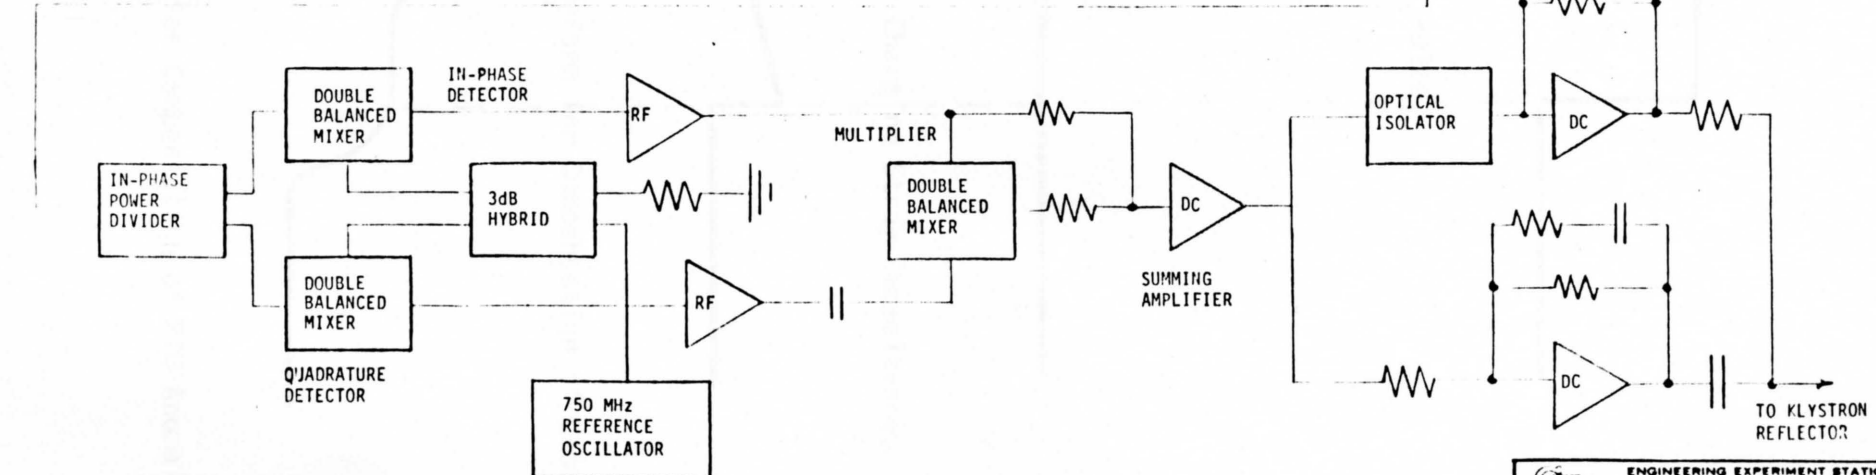 DOUBLE
BALANCED
MIXER
IN-PHASE
DETECTOR
RF
MULTIPLIER
OPTICAL
ISOLATOR
DC
IN-PHASE
POWER
DIVIDER
3dB
HYBRID
DOUBLE
BALANCED
MIXER
DC
SUMMING
AMPLIFIER
DOUBLE
BALANCED
MIXER
RF
Q'JADRATURE
DETECTOR
750 MHz
REFERENCE
OSCILLATOR
DC
TO KLYSTRON
REFLECTOR
ENGINEERING EXPERIMENT